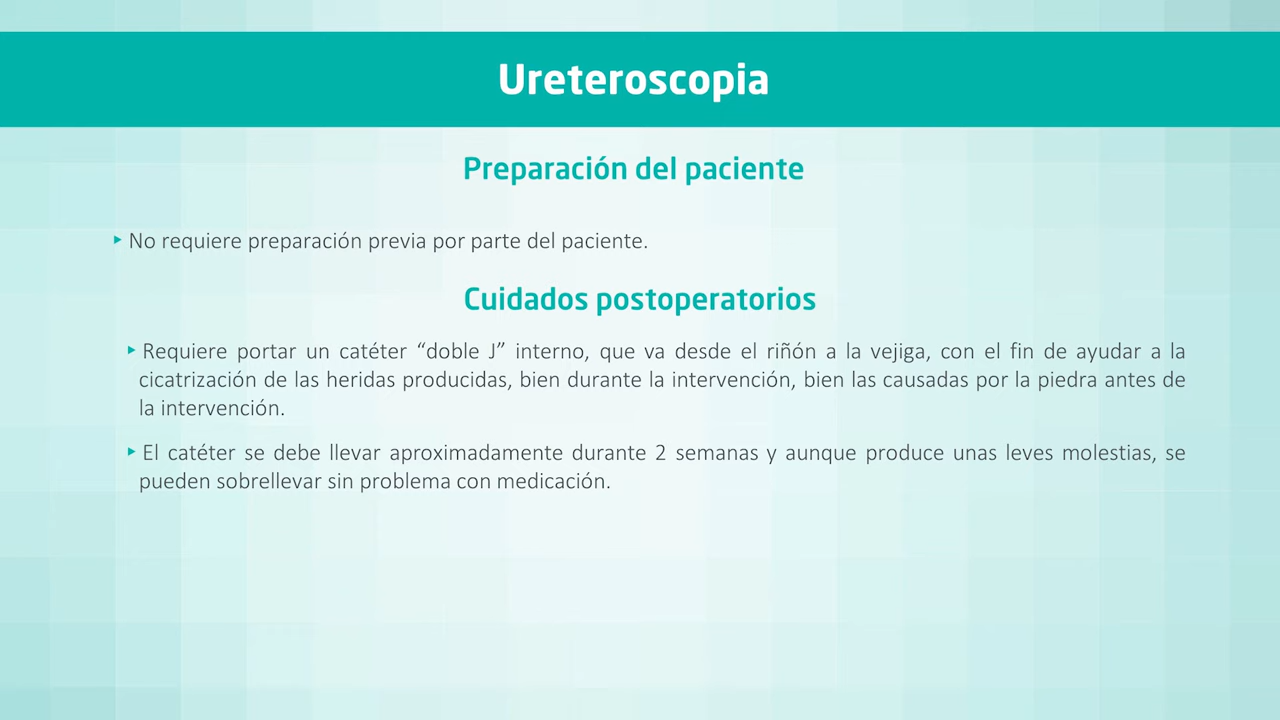 Ureteroscopia
Preparación del paciente
‣ No requiere preparación previa por parte del paciente.
Cuidados postoperatorios
‣ Requiere portar un catéter “doble J” interno, que va desde el riñón a la vejiga, con el fin de ayudar a la
cicatrización de las heridas producidas, bien durante la intervención, bien las causadas por la piedra antes de
la intervención.
‣ El catéter se debe llevar aproximadamente durante 2 semanas y aunque produce unas leves molestias, se
pueden sobrellevar sin problema con medicación.